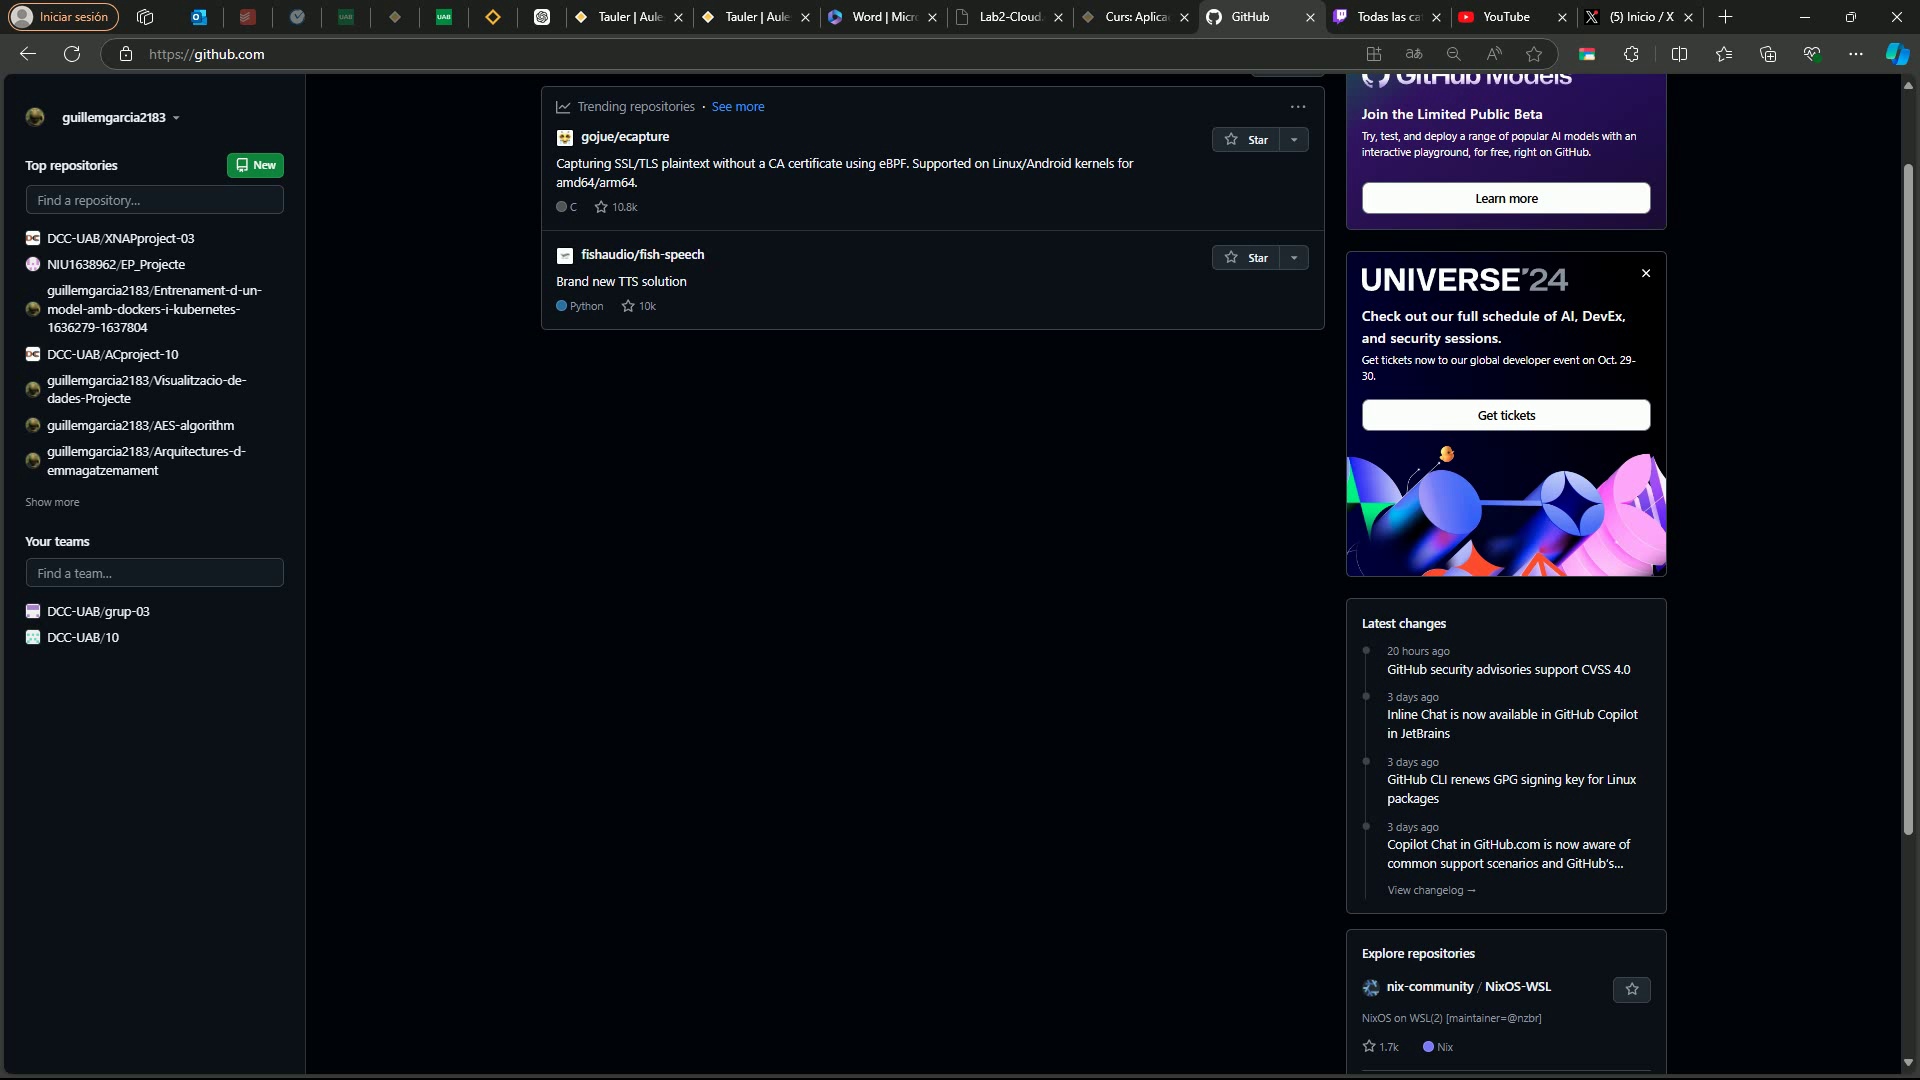 Iniciar sesión
Tauler | Aule
Tauler | Aule
Word | Micr
Lab2-Cloud
Curs: Aplica
GitHub
Todas las ca
YouTube
(5) Inicio / X
https://github.com
guillemgarcia2183
Top repositories
New
Find a repository...
DCC-UAB/XNAPproject-03
NIU1638962/EP_Projecte
guillemgarcia2183/Entrenament-d-un-
model-amb-dockers-i-kubernetes-
1636279-1637804
DCC-UAB/ACproject-10
guillemgarcia2183/Visualitzacio-de-
dades-Projecte
guillemgarcia2183/AES-algorithm
guillemgarcia2183/Arquitectures-d-
emmagatzemament
Show more
Your teams
Find a team...
DCC-UAB/grup-03
DCC-UAB/10
Trending repositories · See more
gojue/ecapture
Star
Capturing SSL/TLS plaintext without a CA certificate using eBPF. Supported on Linux/Android kernels for
amd64/arm64.
C 10.8k
fishaudio/fish-speech
Star
Brand new TTS solution
Python 10k
GitHub Models
Join the Limited Public Beta
Try, test, and deploy a range of popular AI models with an
interactive playground, for free, right on GitHub.
Learn more
UNIVERSE'24
Check out our full schedule of AI, DevEx,
and security sessions.
Get tickets now to our global developer event on Oct. 29-
30.
Get tickets
Latest changes
20 hours ago
GitHub security advisories support CVSS 4.0
3 days ago
Inline Chat is now available in GitHub Copilot
in JetBrains
3 days ago
GitHub CLI renews GPG signing key for Linux
packages
3 days ago
Copilot Chat in GitHub.com is now aware of
common support scenarios and GitHub's...
View changelog →
Explore repositories
nix-community / NixOS-WSL
NixOS on WSL(2) [maintainer=@nzbr]
1.7k Nix